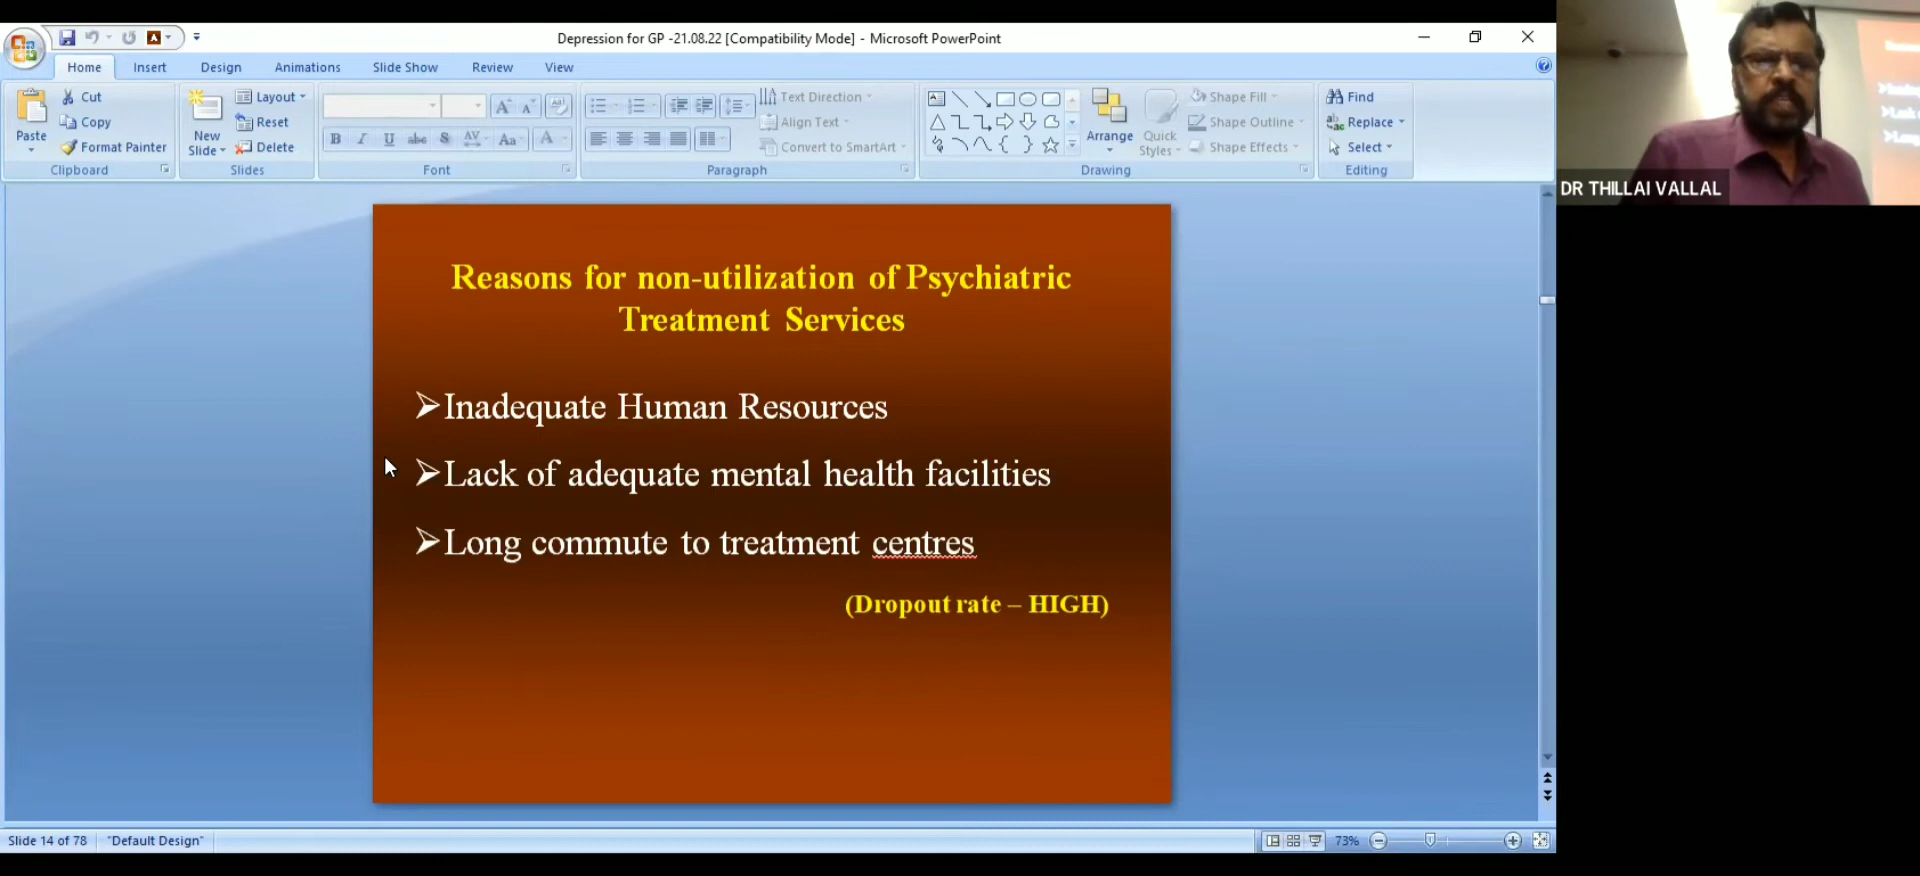 Depression for GP -21.08.22 [Compatibility Mode] - Microsoft PowerPoint
Home Insert Design Animations Slide Show Review View
Paste
Cut
Copy
Format Painter
Clipboard
New Slide
Layout
Reset
Delete
Slides
Font
Text Direction
Align Text
Convert to SmartArt
Paragraph
Arrange
Quick Styles
Shape Fill
Shape Outline
Shape Effects
Drawing
Find
Replace
Select
Editing
DR THILLAI VALLAL
Reasons for non-utilization of Psychiatric
Treatment Services
➢Inadequate Human Resources
➢Lack of adequate mental health facilities
➢Long commute to treatment centres
(Dropout rate – HIGH)
Slide 14 of 78 "Default Design" 73%